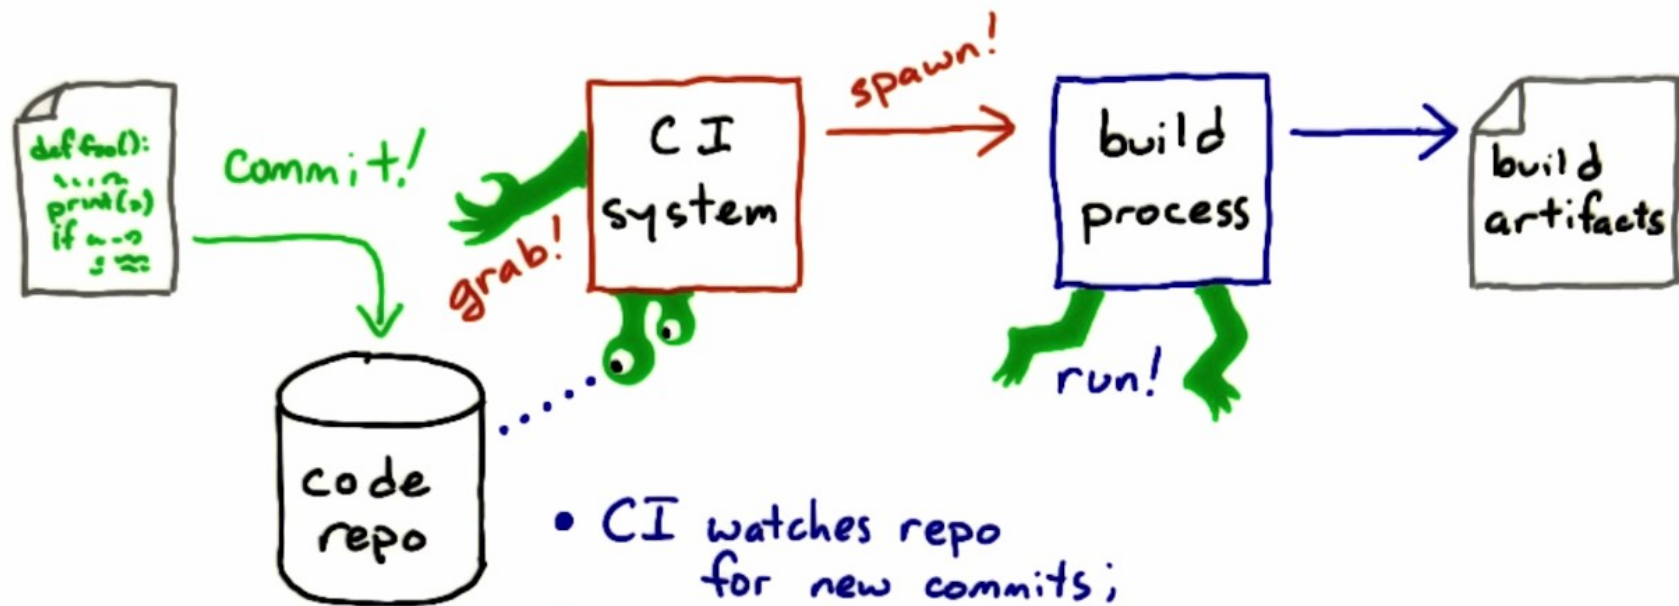 def foo():
print(
if
commit!
grab!
CI
system
spawn!
build
process
run!
build
artifacts
code
repo
• CI watches repo
for new commits;